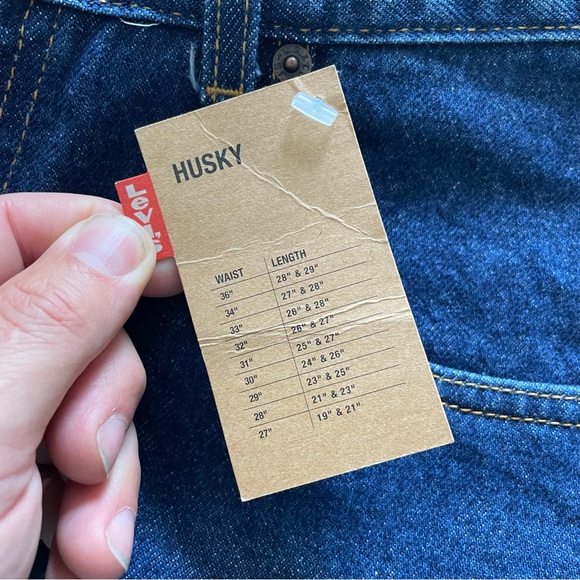 HUSKY
Levi's
WAIST LENGTH
36" 28" & 29"
34" 27" & 28"
33" 26" & 28"
32" 26" & 27"
31" 25" & 27"
30" 24" & 26"
29" 23" & 25"
28" 21" & 23"
27" 19" & 21"